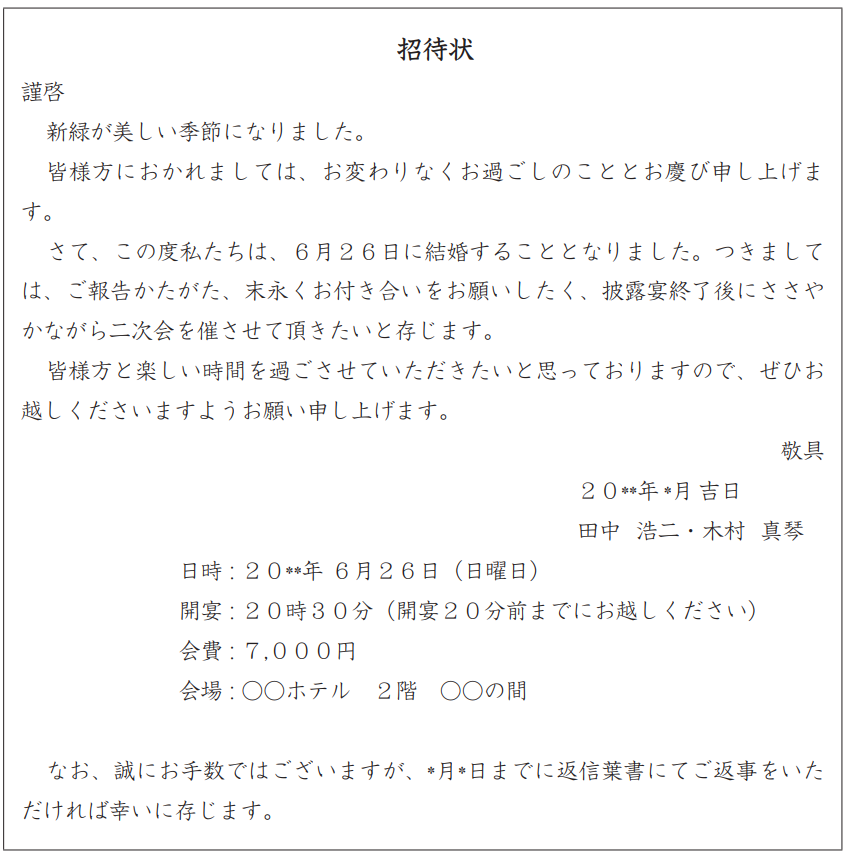 招待状
謹啓
　新緑が美しい季節になりました。
　皆様方におかれましては、お変わりなくお過ごしのこととお慶び申し上げま
す。
　さて、この度私たちは、６月２６日に結婚することとなりました。つきまして
は、ご報告かたがた、末永くお付き合いをお願いしたく、披露宴終了後にささや
かながら二次会を催させて頂きたいと存じます。
　皆様方と楽しい時間を過ごさせていただきたいと思っておりますので、ぜひお
越しくださいますようお願い申し上げます。
敬具
２０**年 *月 吉日
田中　浩二・木村　真琴
日時：２０**年 ６月２６日（日曜日）
開宴：２０時３０分（開宴２０分前までにお越しください）
会費：７,０００円
会場：〇〇ホテル　２階　〇〇の間
　なお、誠にお手数ではございますが、*月*日までに返信葉書にてご返事をいた
だければ幸いに存じます。